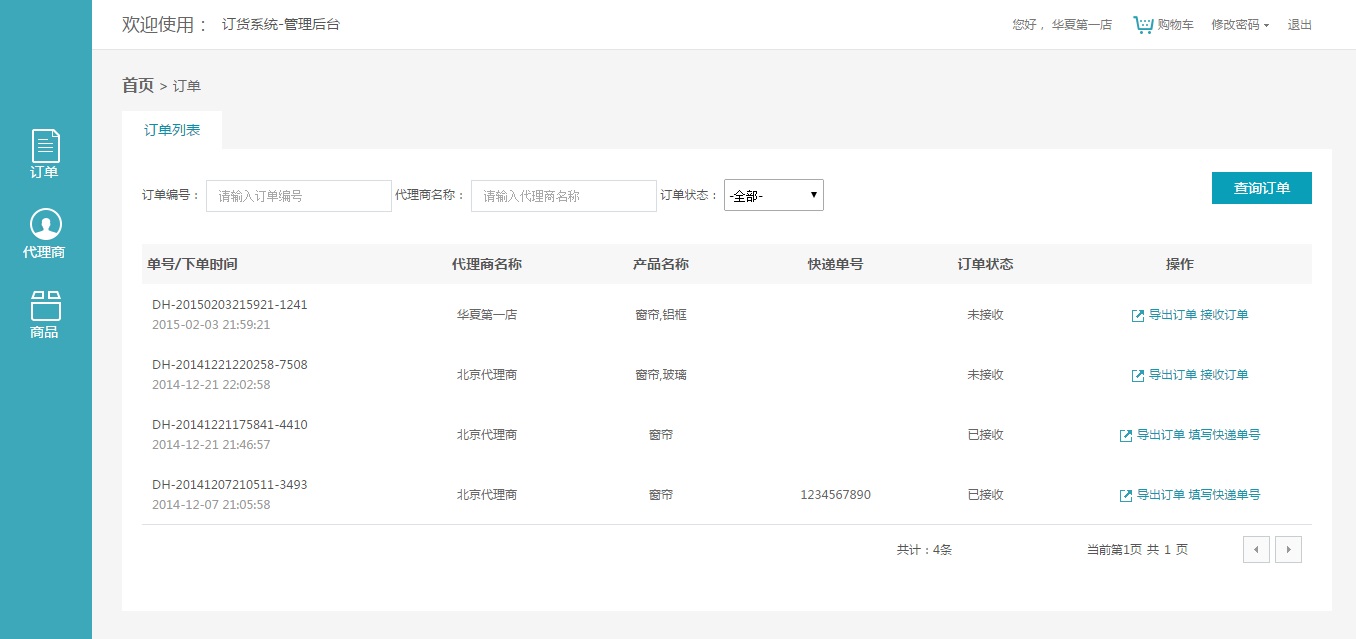 欢迎使用： 订货系统-管理后台
您好， 华夏第一店 购物车 修改密码 退出
首页 > 订单
订单
代理商
商品
订单列表
订单编号： 请输入订单编号 代理商名称： 请输入代理商名称 订单状态： -全部- 查询订单
单号/下单时间 代理商名称 产品名称 快递单号 订单状态 操作
DH-20150203215921-1241
2015-02-03 21:59:21
华夏第一店 窗帘,铝框 未接收 导出订单 接收订单
DH-20141221220258-7508
2014-12-21 22:02:58
北京代理商 窗帘,玻璃 未接收 导出订单 接收订单
DH-20141221175841-4410
2014-12-21 21:46:57
北京代理商 窗帘 已接收 导出订单 填写快递单号
DH-20141207210511-3493
2014-12-07 21:05:58
北京代理商 窗帘 1234567890 已接收 导出订单 填写快递单号
共计：4条 当前第1页 共 1 页